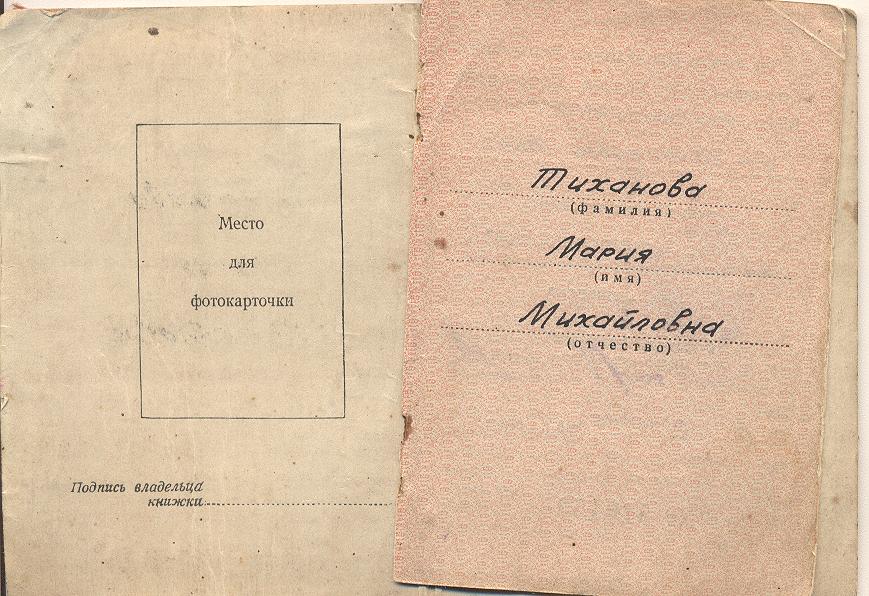 Место
для
фотокарточки
Подпись владельца
книжки
Тиханова
(фамилия)
Мария
(имя)
Михайловна
(отчество)